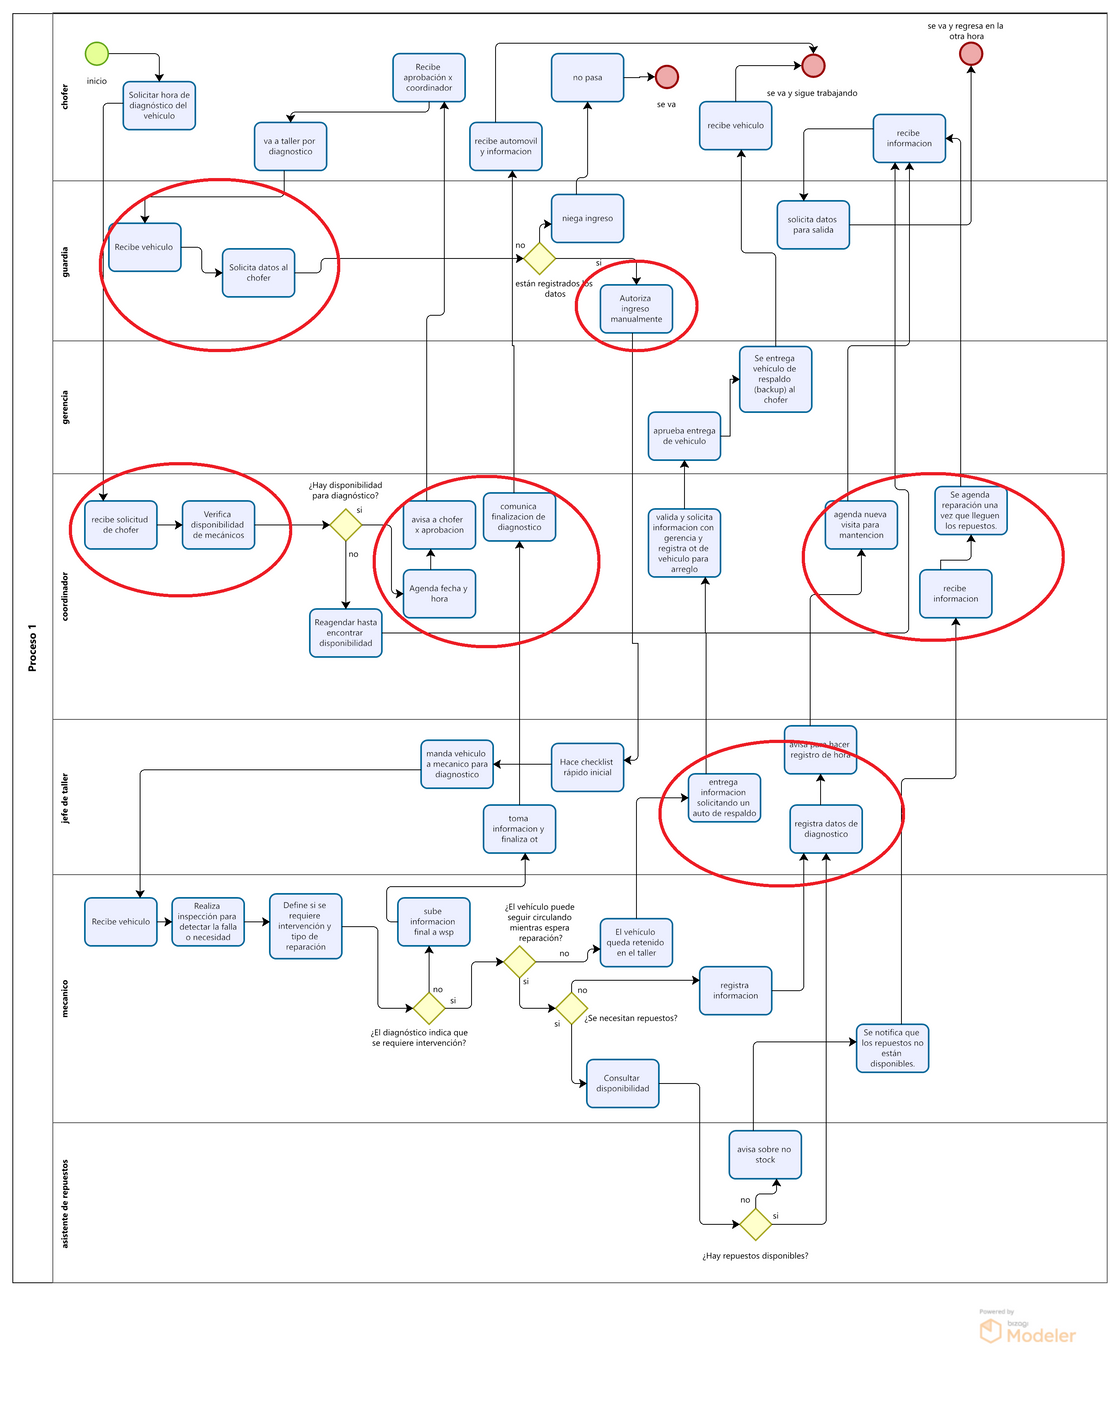 Proceso 1
chofer
inicio
Solicitar hora de
diagnóstico del
vehiculo
va a taller por
diagnostico
Recibe
aprobación x
coordinador
recibe automovil
y informacion
no pasa
se va
recibe vehiculo
se va y sigue trabajando
recibe
informacion
se va y regresa en la
otra hora
guardia
Recibe vehiculo
Solicita datos al
chofer
no
si
están registrados los
datos
niega ingreso
Autoriza
ingreso
manualmente
solicita datos
para salida
gerencia
aprueba entrega
de vehiculo
Se entrega
vehiculo de
respaldo
(backup) al
chofer
coordinador
recibe solicitud
de chofer
Verifica
disponibilidad
de mecánicos
¿Hay disponibilidad
para diagnóstico?
si
no
Reagendar hasta
encontrar
disponibilidad
avisa a chofer
x aprobacion
Agenda fecha y
hora
comunica
finalizacion de
diagnostico
valida y solicita
informacion con
gerencia y
registra ot de
vehiculo para
arreglo
agenda nueva
visita para
mantencion
Se agenda
reparación una
vez que lleguen
los repuestos.
recibe
informacion
jefe de taller
manda vehiculo
a mecanico para
diagnostico
Hace checklist
rápido inicial
toma
informacion y
finaliza ot
entrega
informacion
solicitando un
auto de respaldo
avisa para hacer
registro de hora
registra datos de
diagnostico
mecanico
Recibe vehiculo
Realiza
inspección para
detectar la falla
o necesidad
Define si se
requiere
intervención y
tipo de
reparación
sube
informacion
final a wsp
no
si
¿El diagnóstico indica que
se requiere intervención?
¿El vehículo puede
seguir circulando
mientras espera
reparación?
no
si
El vehículo
queda retenido
en el taller
no
si
¿Se necesitan repuestos?
registra
informacion
Consultar
disponibilidad
Se notifica que
los repuestos no
están
disponibles.
asistente de repuestos
avisa sobre no
stock
no
si
¿Hay repuestos disponibles?
Powered by
bizagi
Modeler